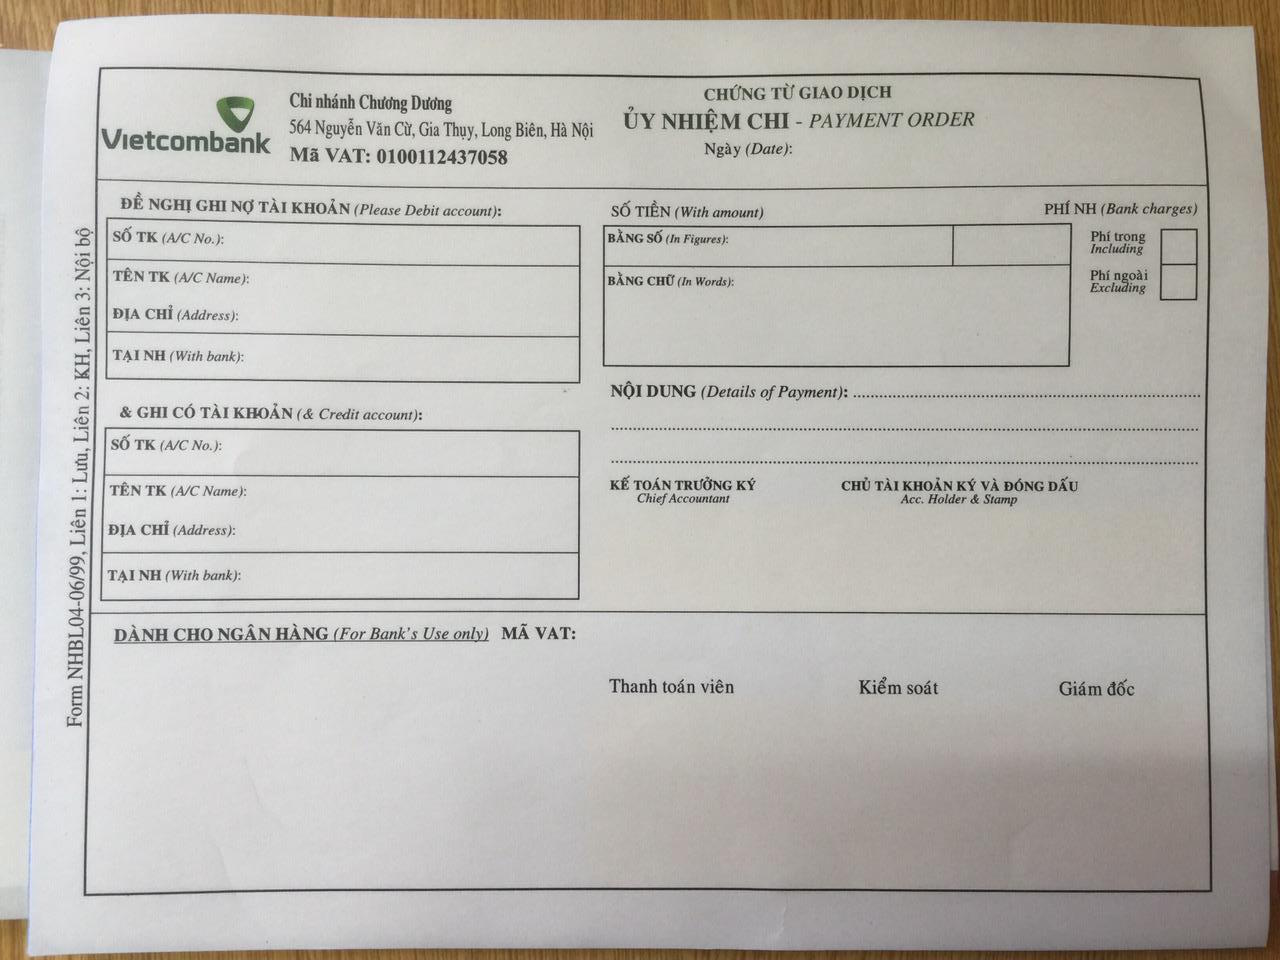 Vietcombank
Chi nhánh Chương Dương
564 Nguyễn Văn Cừ, Gia Thụy, Long Biên, Hà Nội
Mã VAT: 0100112437058
CHỨNG TỪ GIAO DỊCH
ỦY NHIỆM CHI - PAYMENT ORDER
Ngày (Date):
Form NHBL04-06/99, Liên 1: Lưu, Liên 2: KH, Liên 3: Nội bộ
ĐỀ NGHỊ GHI NỢ TÀI KHOẢN (Please Debit account):
SỐ TK (A/C No.):
TÊN TK (A/C Name):
ĐỊA CHỈ (Address):
TẠI NH (With bank):
& GHI CÓ TÀI KHOẢN (& Credit account):
SỐ TK (A/C No.):
TÊN TK (A/C Name):
ĐỊA CHỈ (Address):
TẠI NH (With bank):
SỐ TIỀN (With amount)
BẰNG SỐ (In Figures):
BẰNG CHỮ (In Words):
PHÍ NH (Bank charges)
Phí trong
Including
Phí ngoài
Excluding
NỘI DUNG (Details of Payment):
KẾ TOÁN TRƯỞNG KÝ
Chief Accountant
CHỦ TÀI KHOẢN KÝ VÀ ĐÓNG DẤU
Acc. Holder & Stamp
DÀNH CHO NGÂN HÀNG (For Bank's Use only) MÃ VAT:
Thanh toán viên
Kiểm soát
Giám đốc